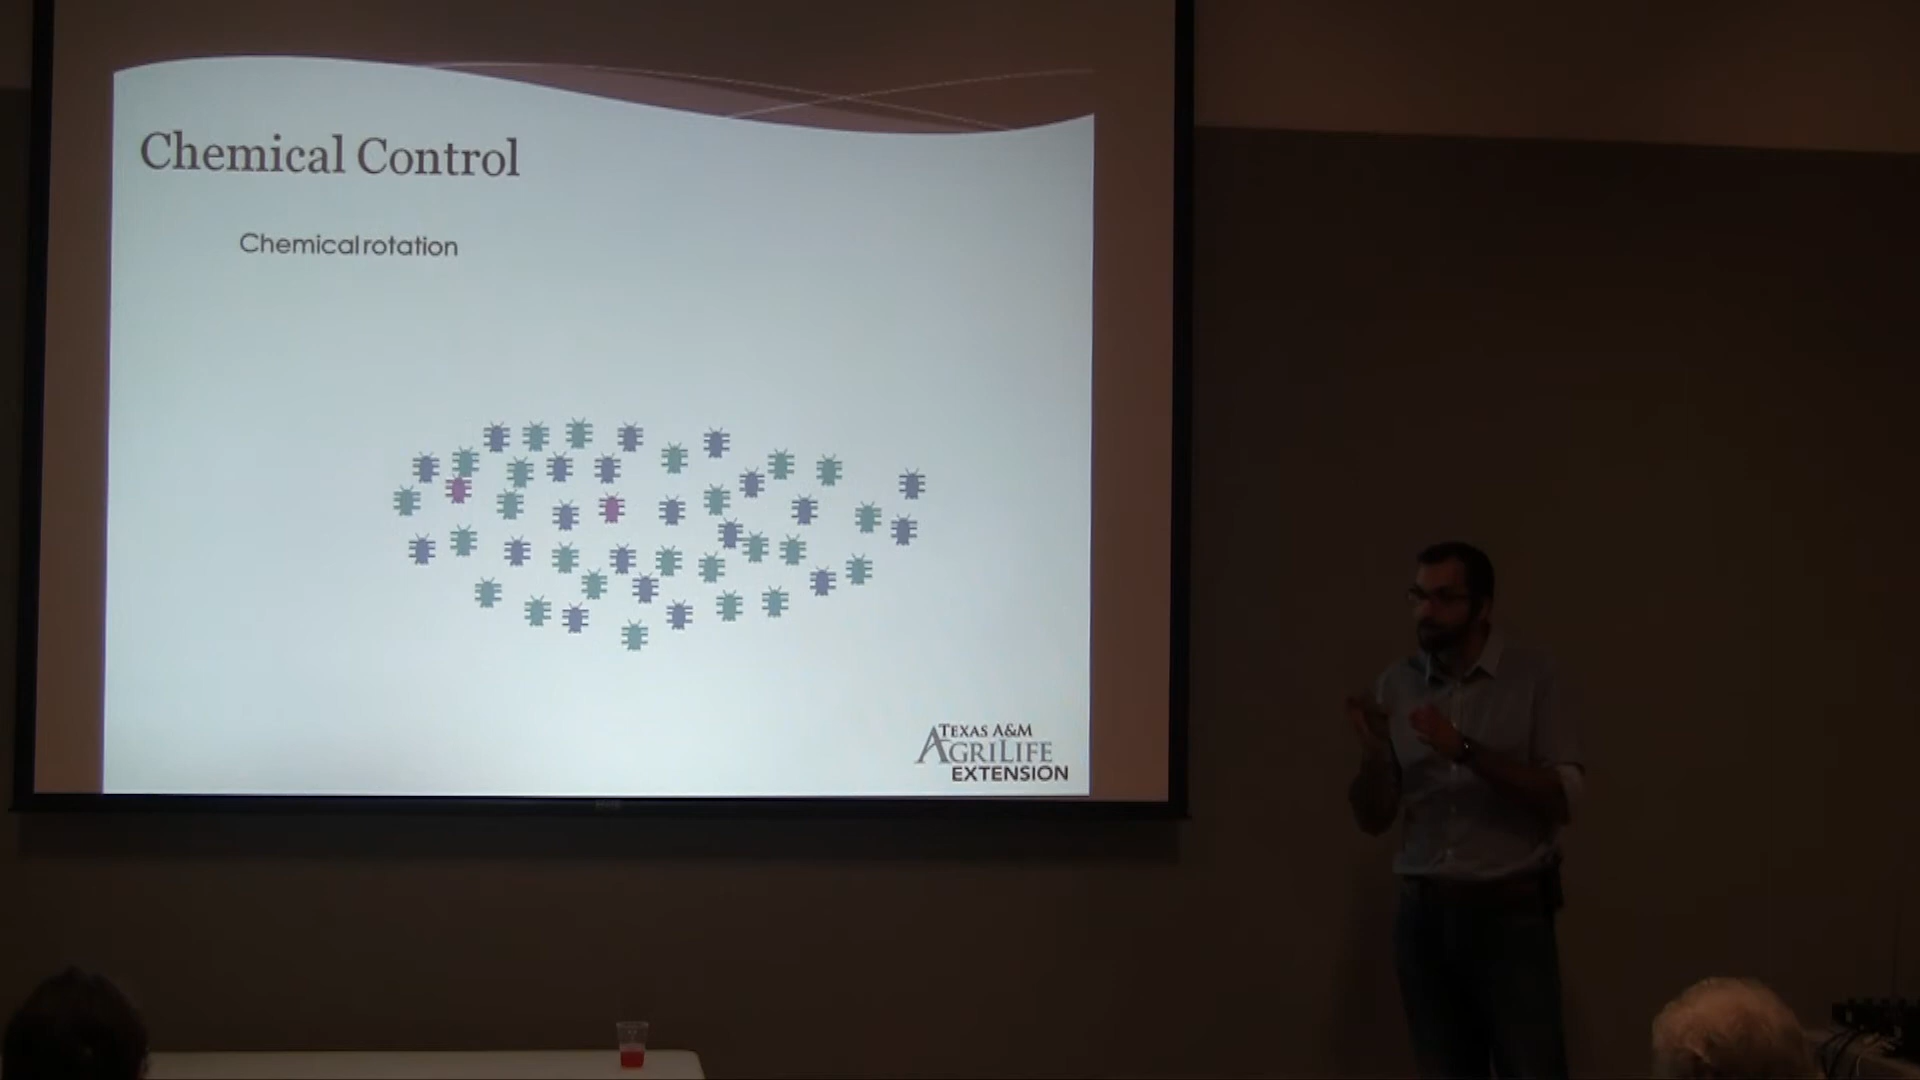 Chemical Control
Chemical rotation
TEXAS A&M
AGRILIFE
EXTENSION